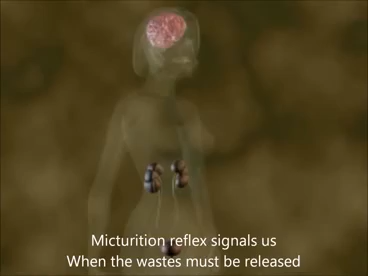 Micturition reflex signals us
When the wastes must be released